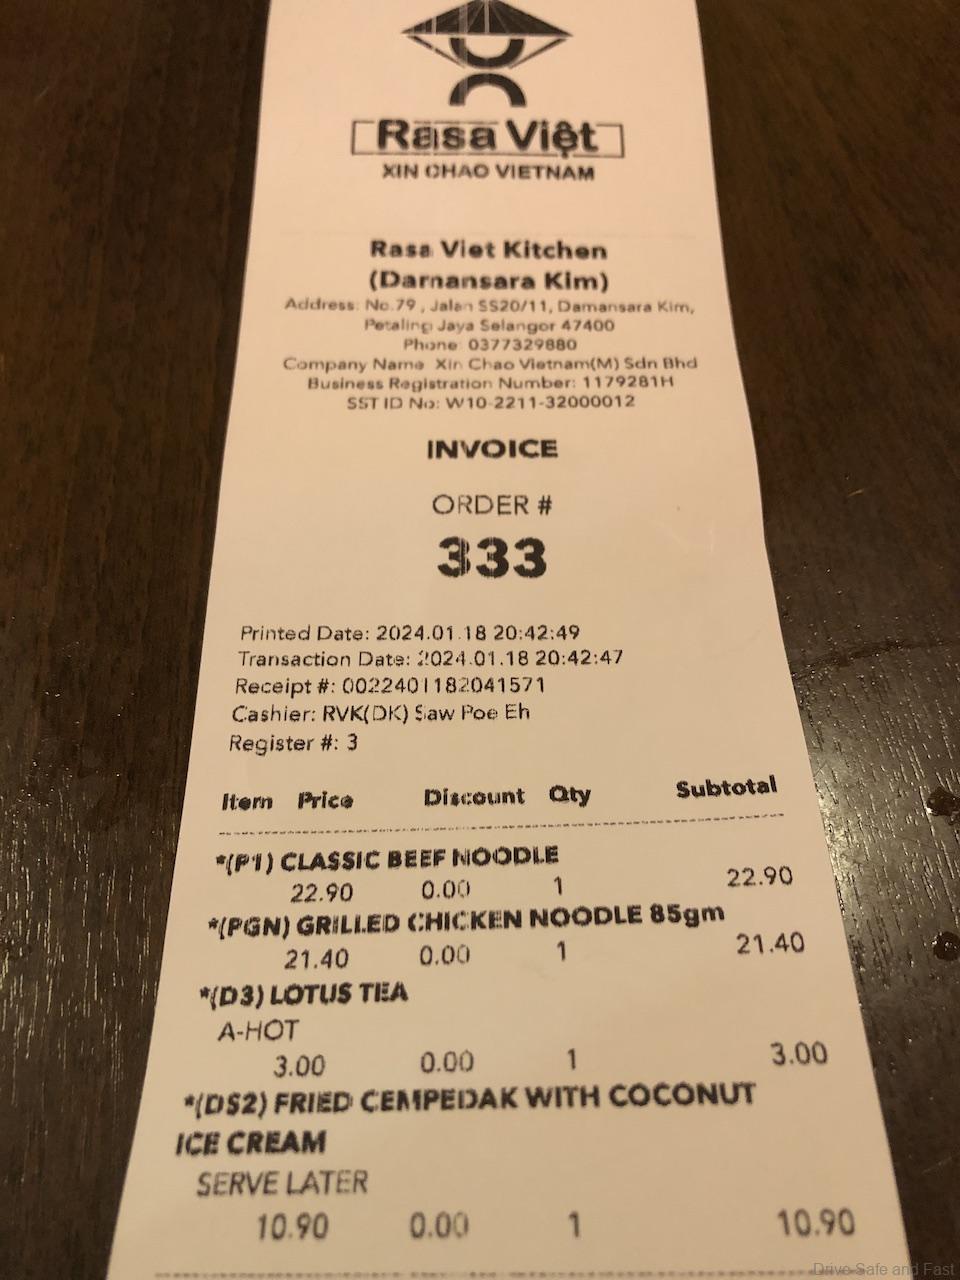 Rasa Việt
XIN CHAO VIETNAM
Rasa Viet Kitchen
(Damansara Kim)
Address: No.79 , Jalan SS20/11, Damansara Kim,
Petaling Jaya Selangor 47400
Phone: 0377329880
Company Name: Xin Chao Vietnam(M) Sdn Bhd
Business Registration Number: 1179281H
SST ID No: W10-2211-32000012
INVOICE
ORDER #
333
Printed Date: 2024.01.18 20:42:49
Transaction Date: 2024.01.18 20:42:47
Receipt #: 0022401182041571
Cashier: RVK(DK) Saw Poe Eh
Register #: 3
Item Price Discount Qty Subtotal
*(P1) CLASSIC BEEF NOODLE
22.90 0.00 1 22.90
*(PGN) GRILLED CHICKEN NOODLE 85gm
21.40 0.00 1 21.40
*(D3) LOTUS TEA
A-HOT
3.00 0.00 1 3.00
*(DS2) FRIED CEMPEDAK WITH COCONUT
ICE CREAM
SERVE LATER
10.90 0.00 1 10.90
Drive Safe and Fast